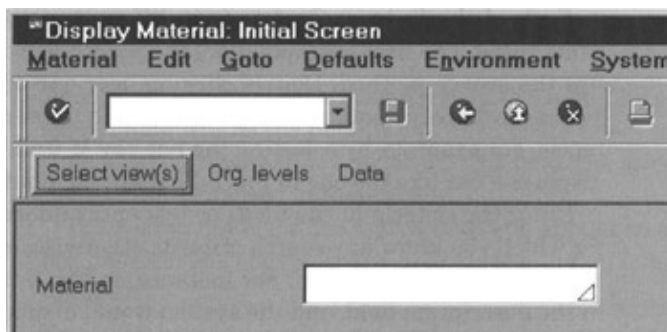 Display Material: Initial Screen
Material Edit Goto Defaults Environment System
Select view(s) Org. levels Data
Material